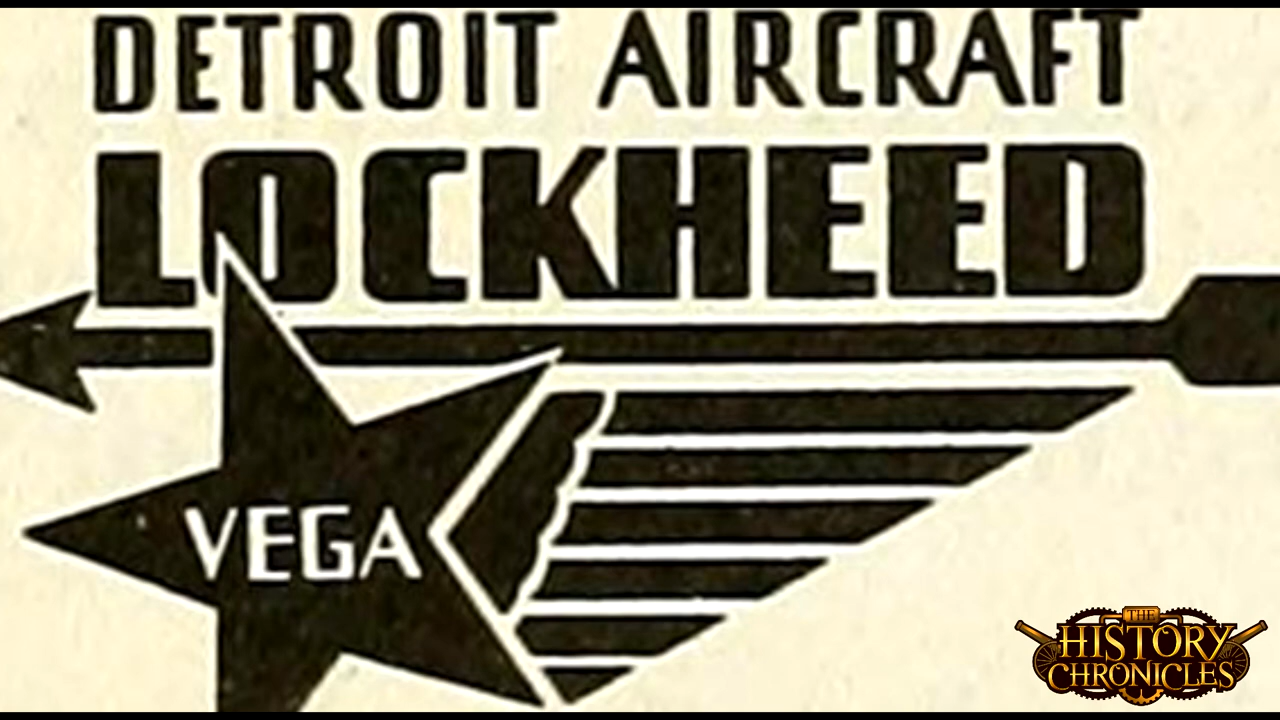 DETROIT AIRCRAFT
LOCKHEED
VEGA
THE
HISTORY
CHRONICLES